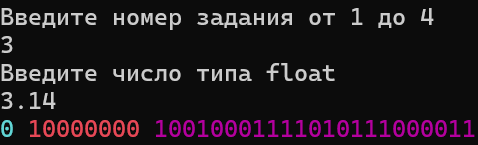 Введите номер задания от 1 до 4
3
Введите число типа float
3.14
0 10000000 10010001111010111000011